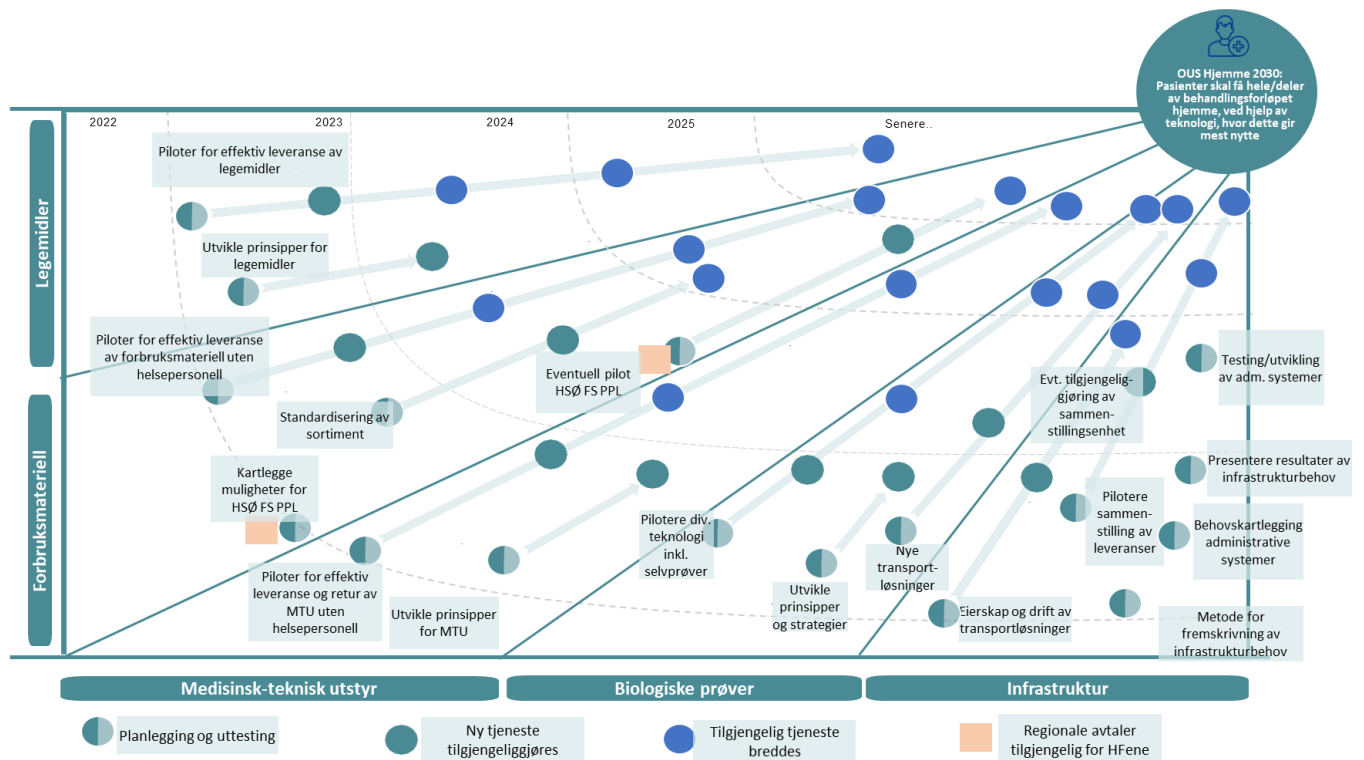 OUS Hjemme 2030:
Pasienter skal få hele/deler
av behandlingsforløpet
hjemme, ved hjelp av
teknologi, hvor dette gir
mest nytte
2022
2023
2024
2025
Senere..
Legemidler
Forbruksmateriell
Piloter for effektiv leveranse av
legemidler
Utvikle prinsipper for
legemidler
Piloter for effektiv leveranse
av forbruksmateriell uten
helsepersonell
Standardisering av
sortiment
Eventuell pilot
HSØ FS PPL
Kartlegge
muligheter for
HSØ FS PPL
Piloter for effektiv
leveranse og retur av
MTU uten
helsepersonell
Utvikle prinsipper
for MTU
Pilotere div.
teknologi
inkl.
selvprøver
Utvikle
prinsipper
og strategier
Nye
transport-
løsninger
Eierskap og drift av
transportløsninger
Evt. tilgjengelig-
gjøring av
sammen-
stillingsenhet
Pilotere
sammen-
stilling av
leveranser
Testing/utvikling
av adm. systemer
Presentere resultater av
infrastrukturbehov
Behovskartlegging
administrative
systemer
Metode for
fremskrivning av
infrastrukturbehov
Medisinsk-teknisk utstyr
Biologiske prøver
Infrastruktur
Planlegging og uttesting
Ny tjeneste
tilgjengeliggjøres
Tilgjengelig tjeneste
breddes
Regionale avtaler
tilgjengelig for HFene